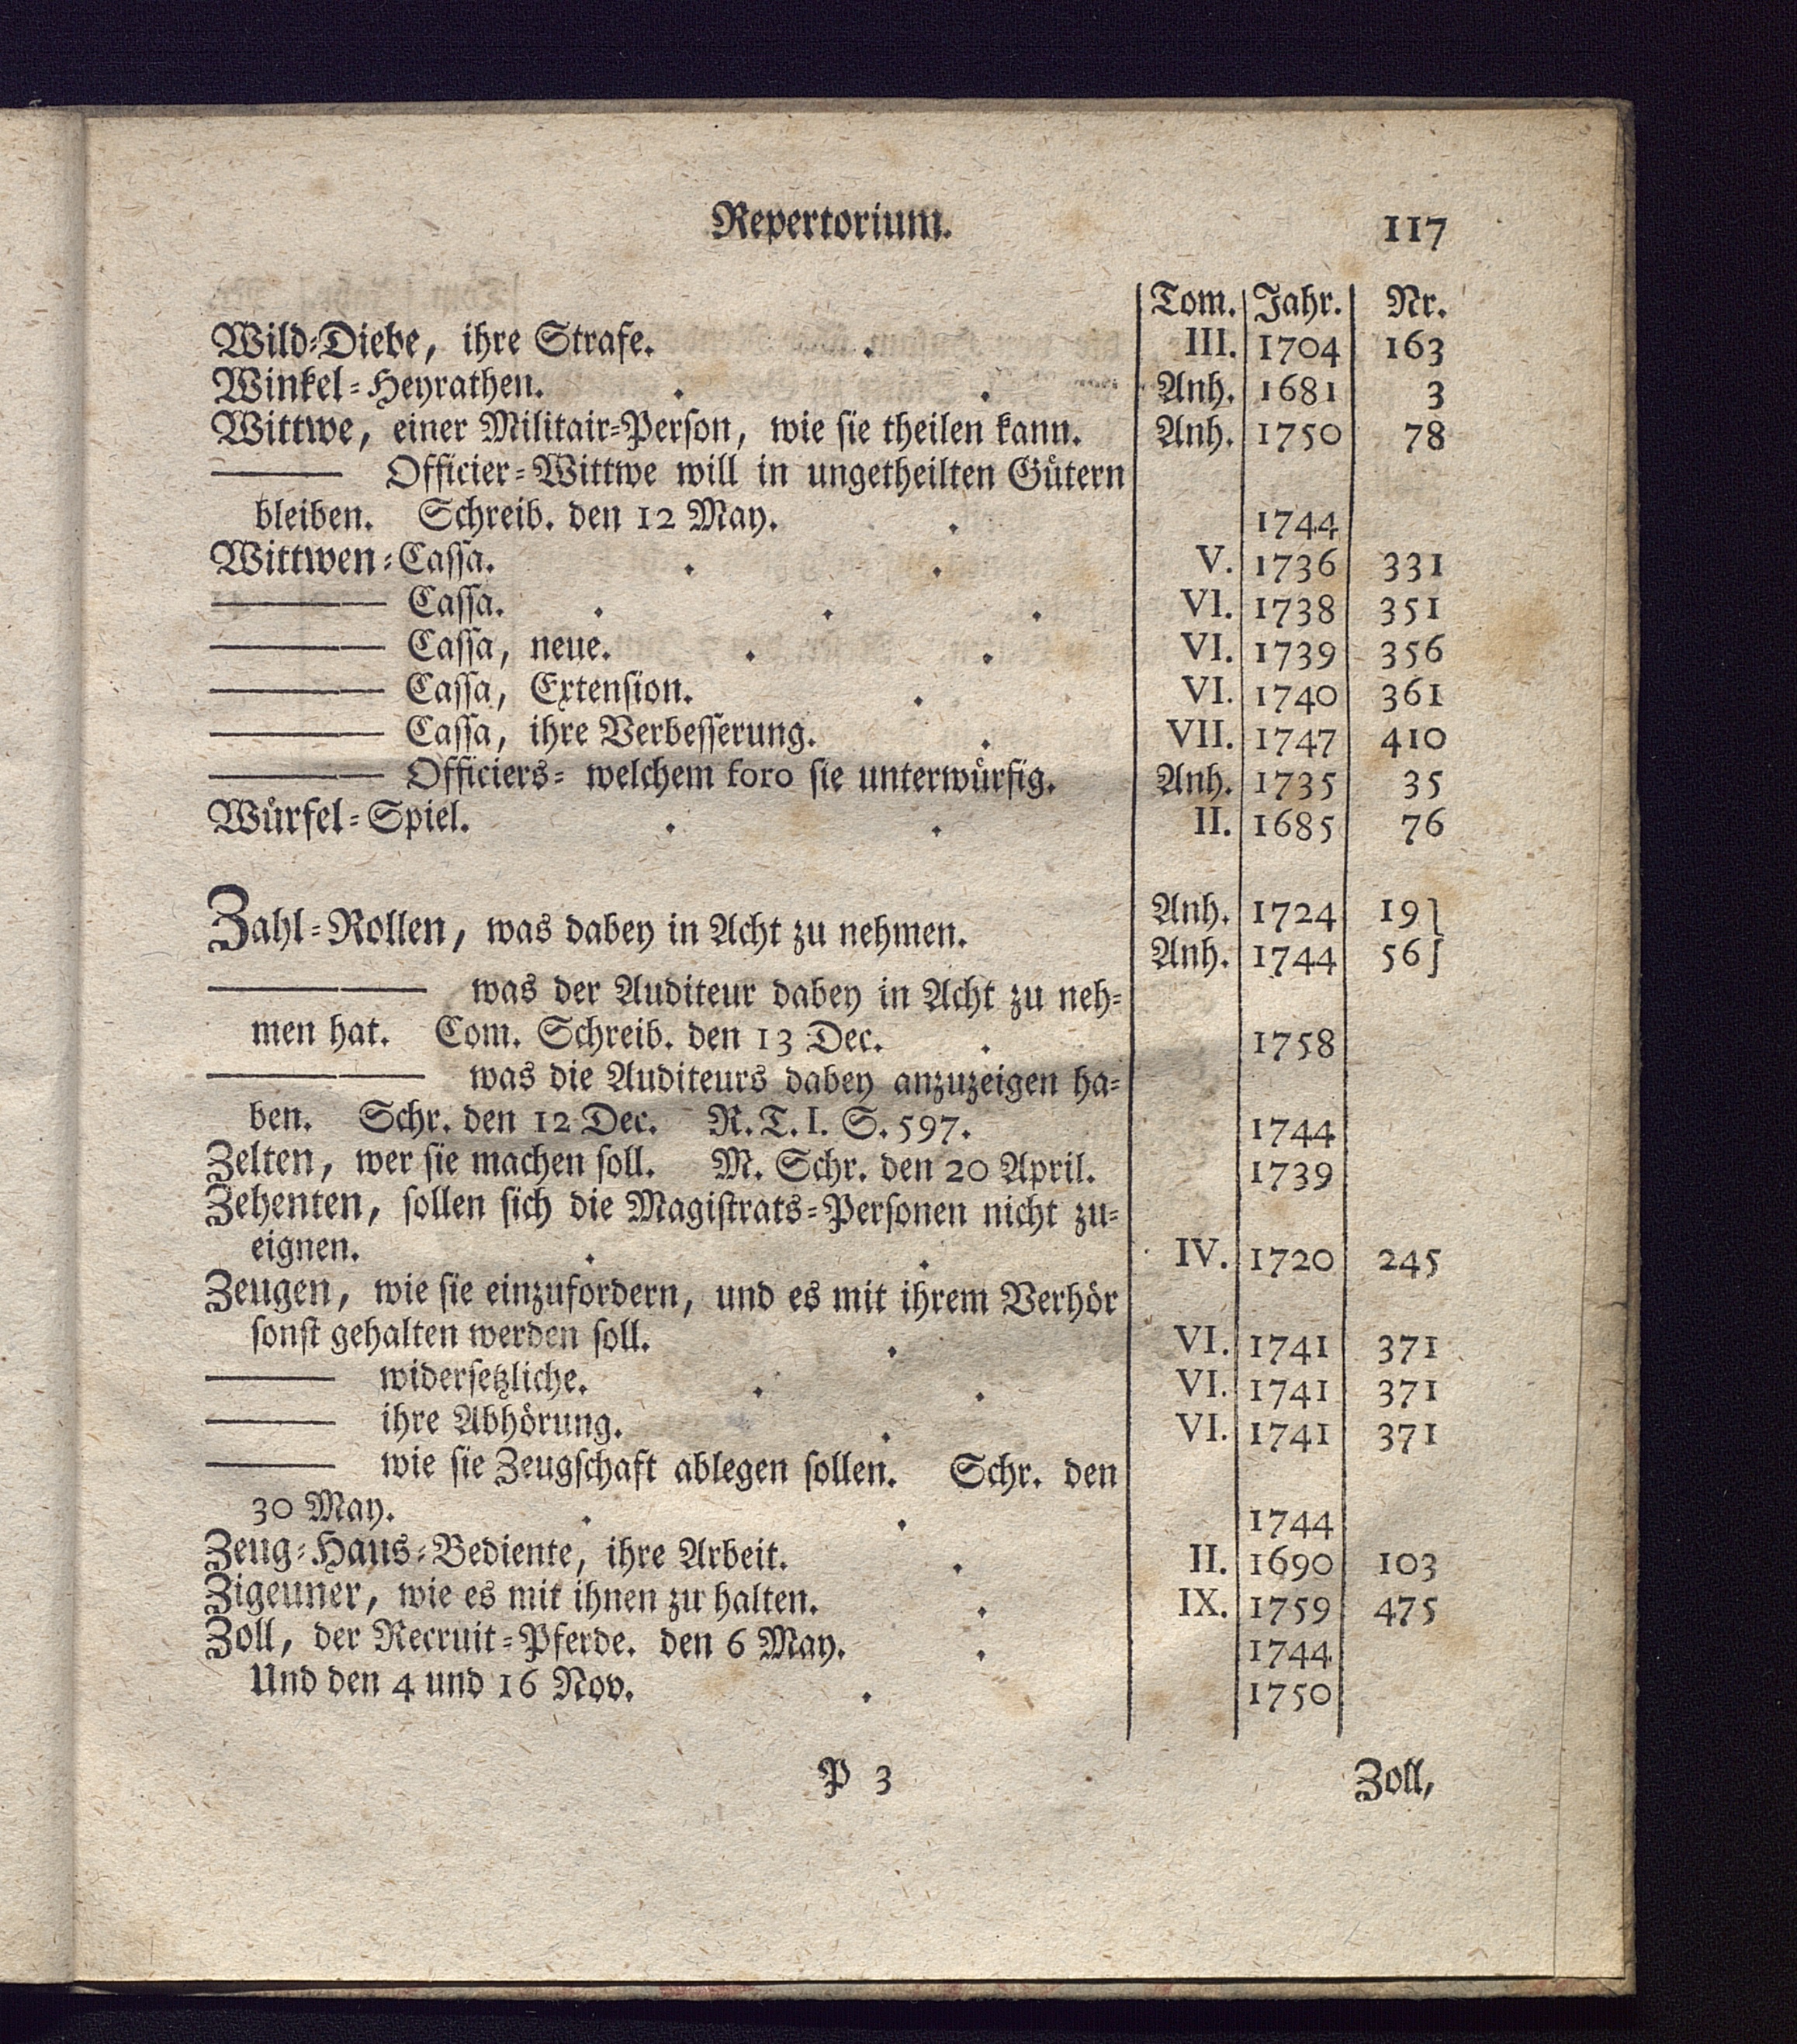 Repertorium. 117
Tom. Jahr. Nr.
Wild-Diebe, ihre Strafe. . III. 1704 163
Winkel-Heyrathen. . . Anh. 1681 3
Wittwe, einer Militair-Person, wie sie theilen kann. Anh. 1750 78
—— Officier-Wittwe will in ungetheilten Gütern
bleiben. Schreib. den 12 May. . 1744
Wittwen-Cassa. . . V. 1736 331
—— Cassa. . . . VI. 1738 351
—— Cassa, neue. . . VI. 1739 356
—— Cassa, Extension. . VI. 1740 361
—— Cassa, ihre Verbesserung. . VII. 1747 410
—— Officiers- welchem foro sie unterwürfig. Anh. 1735 35
Würfel-Spiel. . . II. 1685 76
Zahl-Rollen, was dabey in Acht zu nehmen. Anh. 1724 19}
Anh. 1744 56}
—— was der Auditeur dabey in Acht zu neh-
men hat. Com. Schreib. den 13 Dec. . 1758
—— was die Auditeurs dabey anzuzeigen ha-
ben. Schr. den 12 Dec. R. T. I. S. 597. 1744
Zelten, wer sie machen soll. M. Schr. den 20 April. 1739
Zehenten, sollen sich die Magistrats-Personen nicht zu-
eignen. . . IV. 1720 245
Zeugen, wie sie einzufordern, und es mit ihrem Verhör
sonst gehalten werden soll. . VI. 1741 371
—— widersetzliche. . . VI. 1741 371
—— ihre Abhörung. . VI. 1741 371
—— wie sie Zeugschaft ablegen sollen. Schr. den
30 May. . . 1744
Zeug-Haus-Bediente, ihre Arbeit. . II. 1690 103
Zigeuner, wie es mit ihnen zu halten. . IX. 1759 475
Zoll, der Recruit-Pferde. den 6 May. . 1744
Und den 4 und 16 Nov. . 1750
P 3 Zoll,